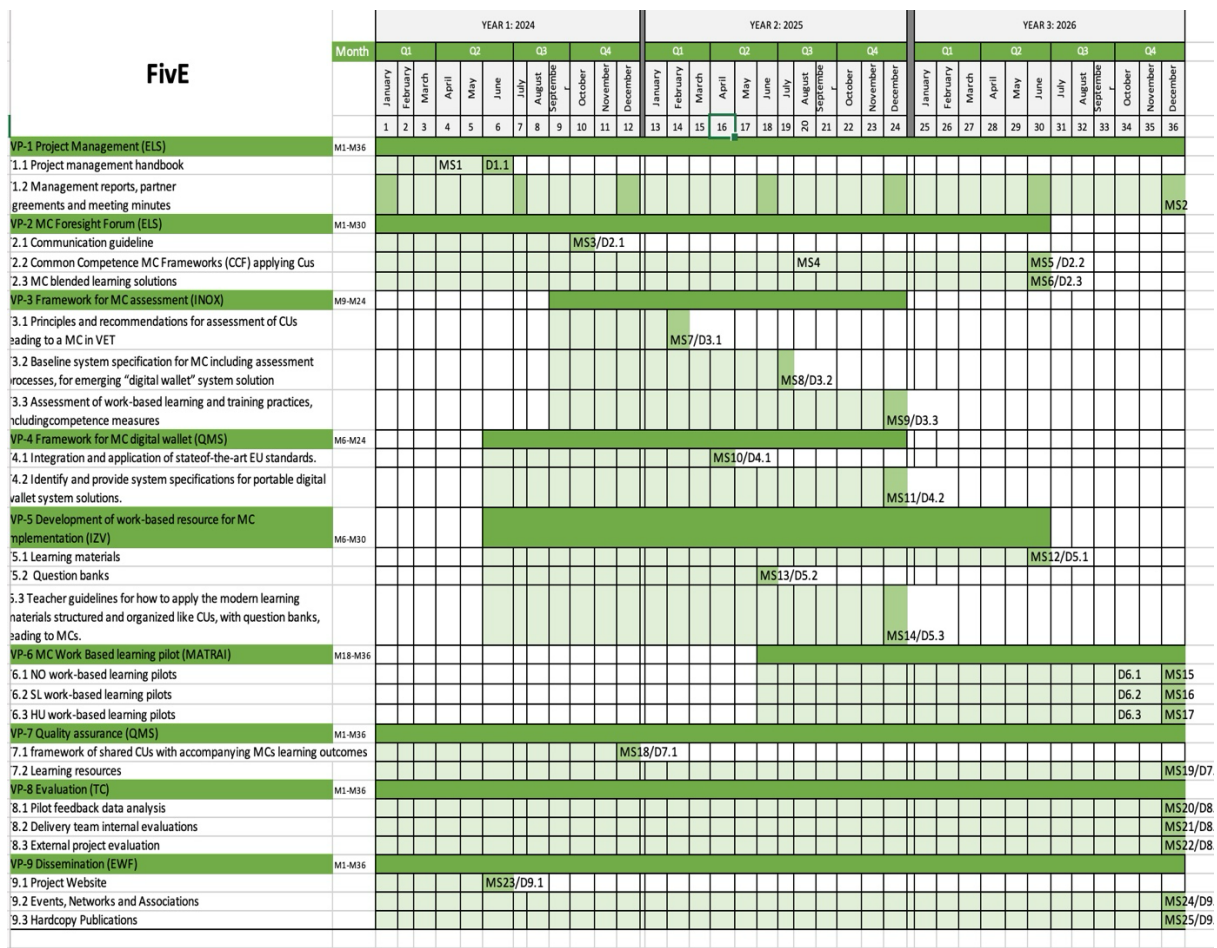 YEAR 1: 2024 YEAR 2: 2025 YEAR 3: 2026
FivE
Month Q1 Q2 Q3 Q4 Q1 Q2 Q3 Q4 Q1 Q2 Q3 Q4
January February March April May June July August Septembe r October November December January February March April May June July August Septembe r October November December January February March April May June July August Septembe r October November December
1 2 3 4 5 6 7 8 9 10 11 12 13 14 15 16 17 18 19 20 21 22 23 24 25 26 27 28 29 30 31 32 33 34 35 36
VP-1 Project Management (ELS) M1-M36
1.1 Project management handbook MS1 D1.1
1.2 Management reports, partner
greements and meeting minutes MS2
VP-2 MC Foresight Forum (ELS) M1-M30
2.1 Communication guideline MS3/D2.1
2.2 Common Competence MC Frameworks (CCF) applying Cus MS4 MS5/D2.2
2.3 MC blended learning solutions MS6/D2.3
VP-3 Framework for MC assessment (INOX) M9-M24
3.1 Principles and recommendations for assessment of CUs
eading to a MC in VET MS7/D3.1
3.2 Baseline system specification for MC including assessment
rocesses, for emerging “digital wallet” system solution MS8/D3.2
3.3 Assessment of work-based learning and training practices,
ncludingcompetence measures MS9/D3.3
VP-4 Framework for MC digital wallet (QMS) M6-M24
4.1 Integration and application of stateof-the-art EU standards. MS10/D4.1
4.2 Identify and provide system specifications for portable digital
vallet system solutions. MS11/D4.2
VP-5 Development of work-based resource for MC
mplementation (IZV) M6-M30
5.1 Learning materials MS12/D5.1
5.2 Question banks MS13/D5.2
5.3 Teacher guidelines for how to apply the modern learning
naterials structured and organized like CUs, with question banks,
eading to MCs. MS14/D5.3
VP-6 MC Work Based learning pilot (MATRAI) M18-M36
6.1 NO work-based learning pilots D6.1 MS15
6.2 SL work-based learning pilots D6.2 MS16
6.3 HU work-based learning pilots D6.3 MS17
VP-7 Quality assurance (QMS) M1-M36
7.1 framework of shared CUs with accompanying MCs learning outcomes MS18/D7.1
7.2 Learning resources MS19/D7.
VP-8 Evaluation (TC) M1-M36
8.1 Pilot feedback data analysis MS20/D8.
8.2 Delivery team internal evaluations MS21/D8.
8.3 External project evaluation MS22/D8.
VP-9 Dissemination (EWF) M1-M36
9.1 Project Website MS23/D9.1
9.2 Events, Networks and Associations MS24/D9.
9.3 Hardcopy Publications MS25/D9.